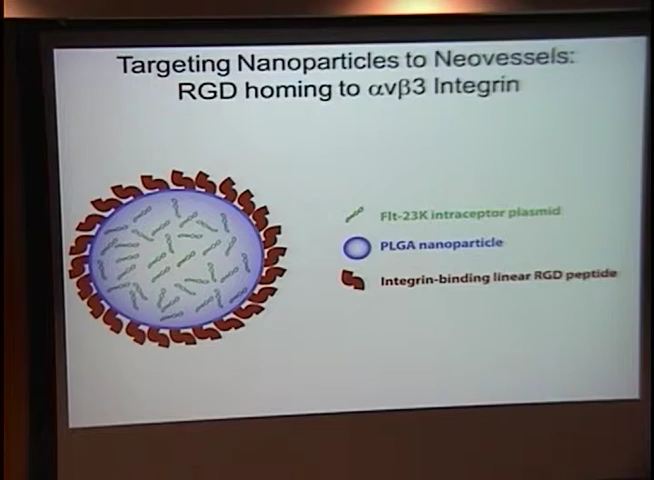 Targeting Nanoparticles to Neovessels:
RGD homing to αvβ3 Integrin
Flt-23K intraceptor plasmid
PLGA nanoparticle
Integrin-binding linear RGD peptide